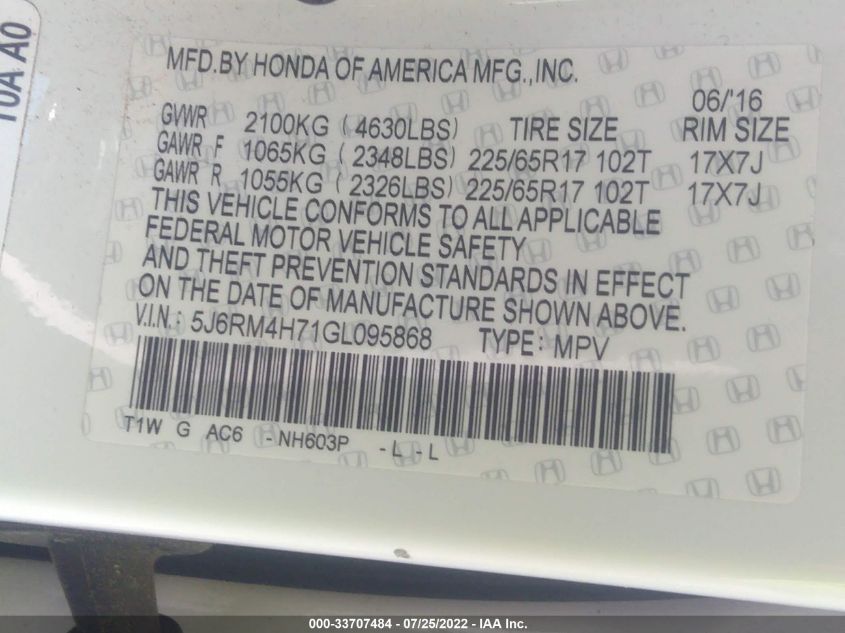 10A A0
MFD.BY HONDA OF AMERICA MFG.,INC.
06/'16
GVWR 2100KG (4630LBS) TIRE SIZE RIM SIZE
GAWR F 1065KG (2348LBS) 225/65R17 102T 17X7J
GAWR R 1055KG (2326LBS) 225/65R17 102T 17X7J
THIS VEHICLE CONFORMS TO ALL APPLICABLE
FEDERAL MOTOR VEHICLE SAFETY
AND THEFT PREVENTION STANDARDS IN EFFECT
ON THE DATE OF MANUFACTURE SHOWN ABOVE.
V.I.N.: 5J6RM4H71GL095868 TYPE: MPV
T1W G AC6 -NH603P -L -L
000-33707484 - 07/25/2022 - IAA Inc.